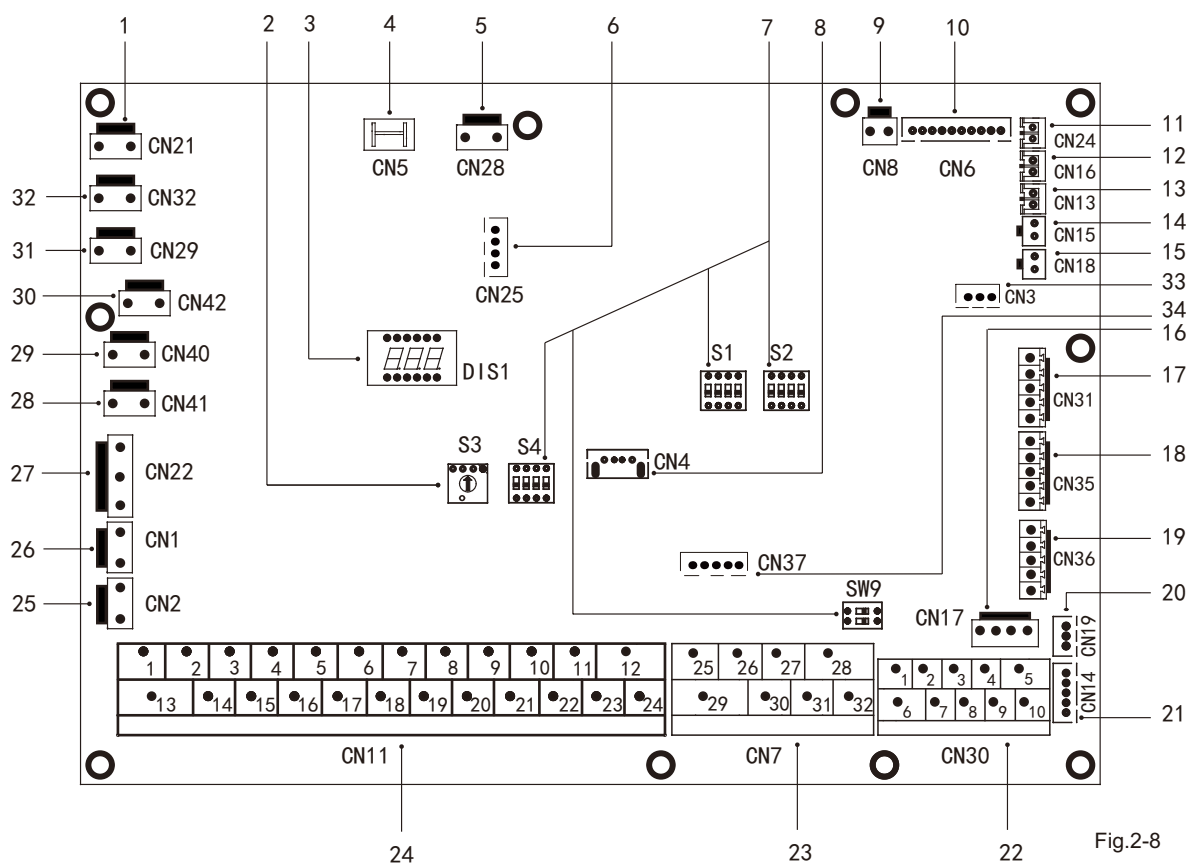 1 2 3 4 5 6 7 8 9 10
CN21 CN5 CN28 CN8 CN6 CN24 11
CN16 12
32 CN32 CN13 13
CN15 14
31 CN29 CN25 CN18 15
30 CN42 CN3 33
34
29 CN40 16
3 DIS1 S1 S2
28 CN41 CN31 17
27 CN22 S3 S4 CN4 CN35 18
26 CN1 CN37 CN36 19
25 CN2 SW9 CN17 CN19 20
1 2 3 4 5 6 7 8 9 10 11 12 25 26 27 28 1 2 3 4 5 CN14
13 14 15 16 17 18 19 20 21 22 23 24 29 30 31 32 6 7 8 9 10 21
CN11 CN7 CN30
24 23 22
Fig.2-8